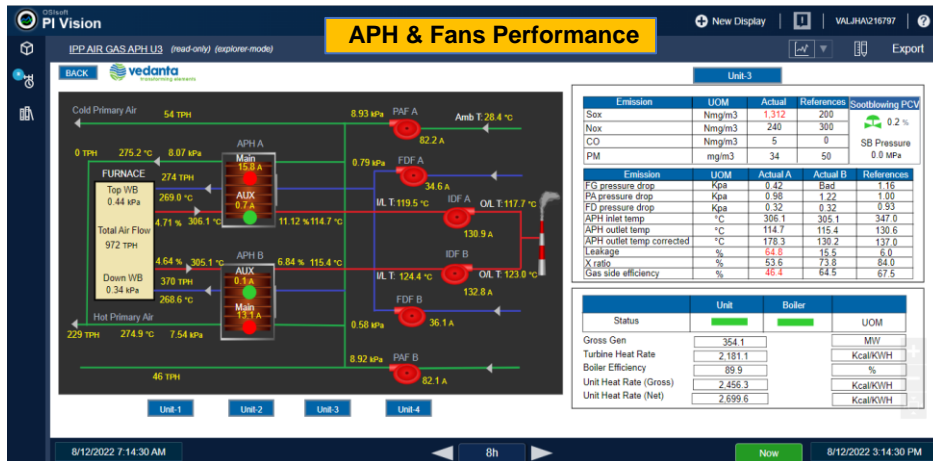 OSIsoft
PI Vision
APH & Fans Performance
New Display
VALJHA\216797
IPP AIR GAS APH U3 (read-only) (explorer-mode)
Export
BACK
vedanta
transforming elements
Unit-3
Cold Primary Air
54 TPH
8.93 kPa PAF A
Amb T: 28.4 °C
82.2 A
0 TPH 275.2 °C 8.07 kPa
APH A
Main
15.8 A
0.79 kPa FDF A
FURNACE
274 TPH
269.0 °C
34.6 A
Top WB
0.44 kPa
AUX
0.7 A
I/L T: 119.5 °C
IDF A
O/L T: 117.7 °C
4.71 % 306.1 °C
11.12 % 114.7 °C
130.9 A
Total Air Flow
972 TPH
APH B
IDF B
4.64 % 305.1 °C
AUX
0.1 A
6.84 % 115.4 °C
I/L T: 124.4 °C
O/L T: 123.0 °C
370 TPH
268.6 °C
132.8 A
Down WB
0.34 kPa
Main
13.1 A
FDF B
Hot Primary Air
229 TPH 274.9 °C 7.54 kPa
0.58 kPa
36.1 A
8.92 kPa PAF B
46 TPH
82.1 A
Unit-1 Unit-2 Unit-3 Unit-4
Emission UOM Actual References Sootblowing PCV
Sox Nmg/m3 1,312 200
0.2 %
Nox Nmg/m3 240 300
CO Nmg/m3 5 0
SB Pressure
PM mg/m3 34 50
0.0 MPa
Emission UOM Actual A Actual B References
FG pressure drop Kpa 0.42 Bad 1.16
PA pressure drop Kpa 0.98 1.22 1.00
FD pressure drop Kpa 0.32 0.32 0.93
APH inlet temp °C 306.1 305.1 347.0
APH outlet temp °C 114.7 115.4 130.6
APH outlet temp corrected °C 178.3 130.2 137.0
Leakage % 64.8 15.5 6.0
X ratio % 53.6 73.8 84.0
Gas side efficiency % 46.4 64.5 67.5
Unit Boiler
Status UOM
Gross Gen 354.1 MW
Turbine Heat Rate 2,181.1 Kcal/KWH
Boiler Efficiency 89.9 %
Unit Heat Rate (Gross) 2,456.3 Kcal/KWH
Unit Heat Rate (Net) 2,699.6 Kcal/KWH
8/12/2022 7:14:30 AM
8h
Now
8/12/2022 3:14:30 PM